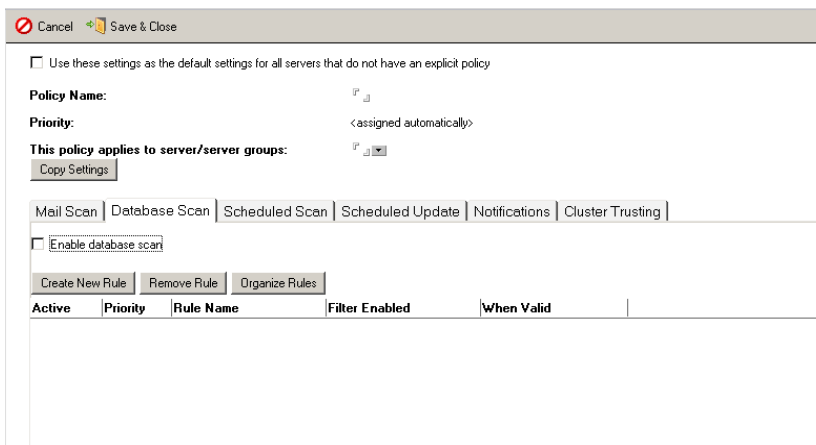 Cancel Save & Close
Use these settings as the default settings for all servers that do not have an explicit policy
Policy Name:
Priority: <assigned automatically>
This policy applies to server/server groups:
Copy Settings
Mail Scan Database Scan Scheduled Scan Scheduled Update Notifications Cluster Trusting
Enable database scan
Create New Rule Remove Rule Organize Rules
Active Priority Rule Name Filter Enabled When Valid